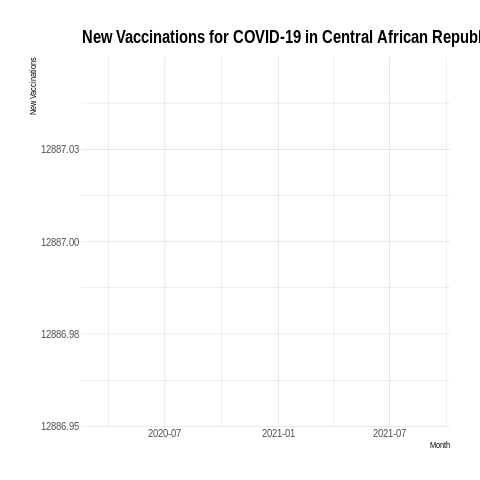 New Vaccinations for COVID-19 in Central African Republ
New Vaccinations
12887.03
12887.00
12886.98
12886.95
2020-07 2021-01 2021-07
Month